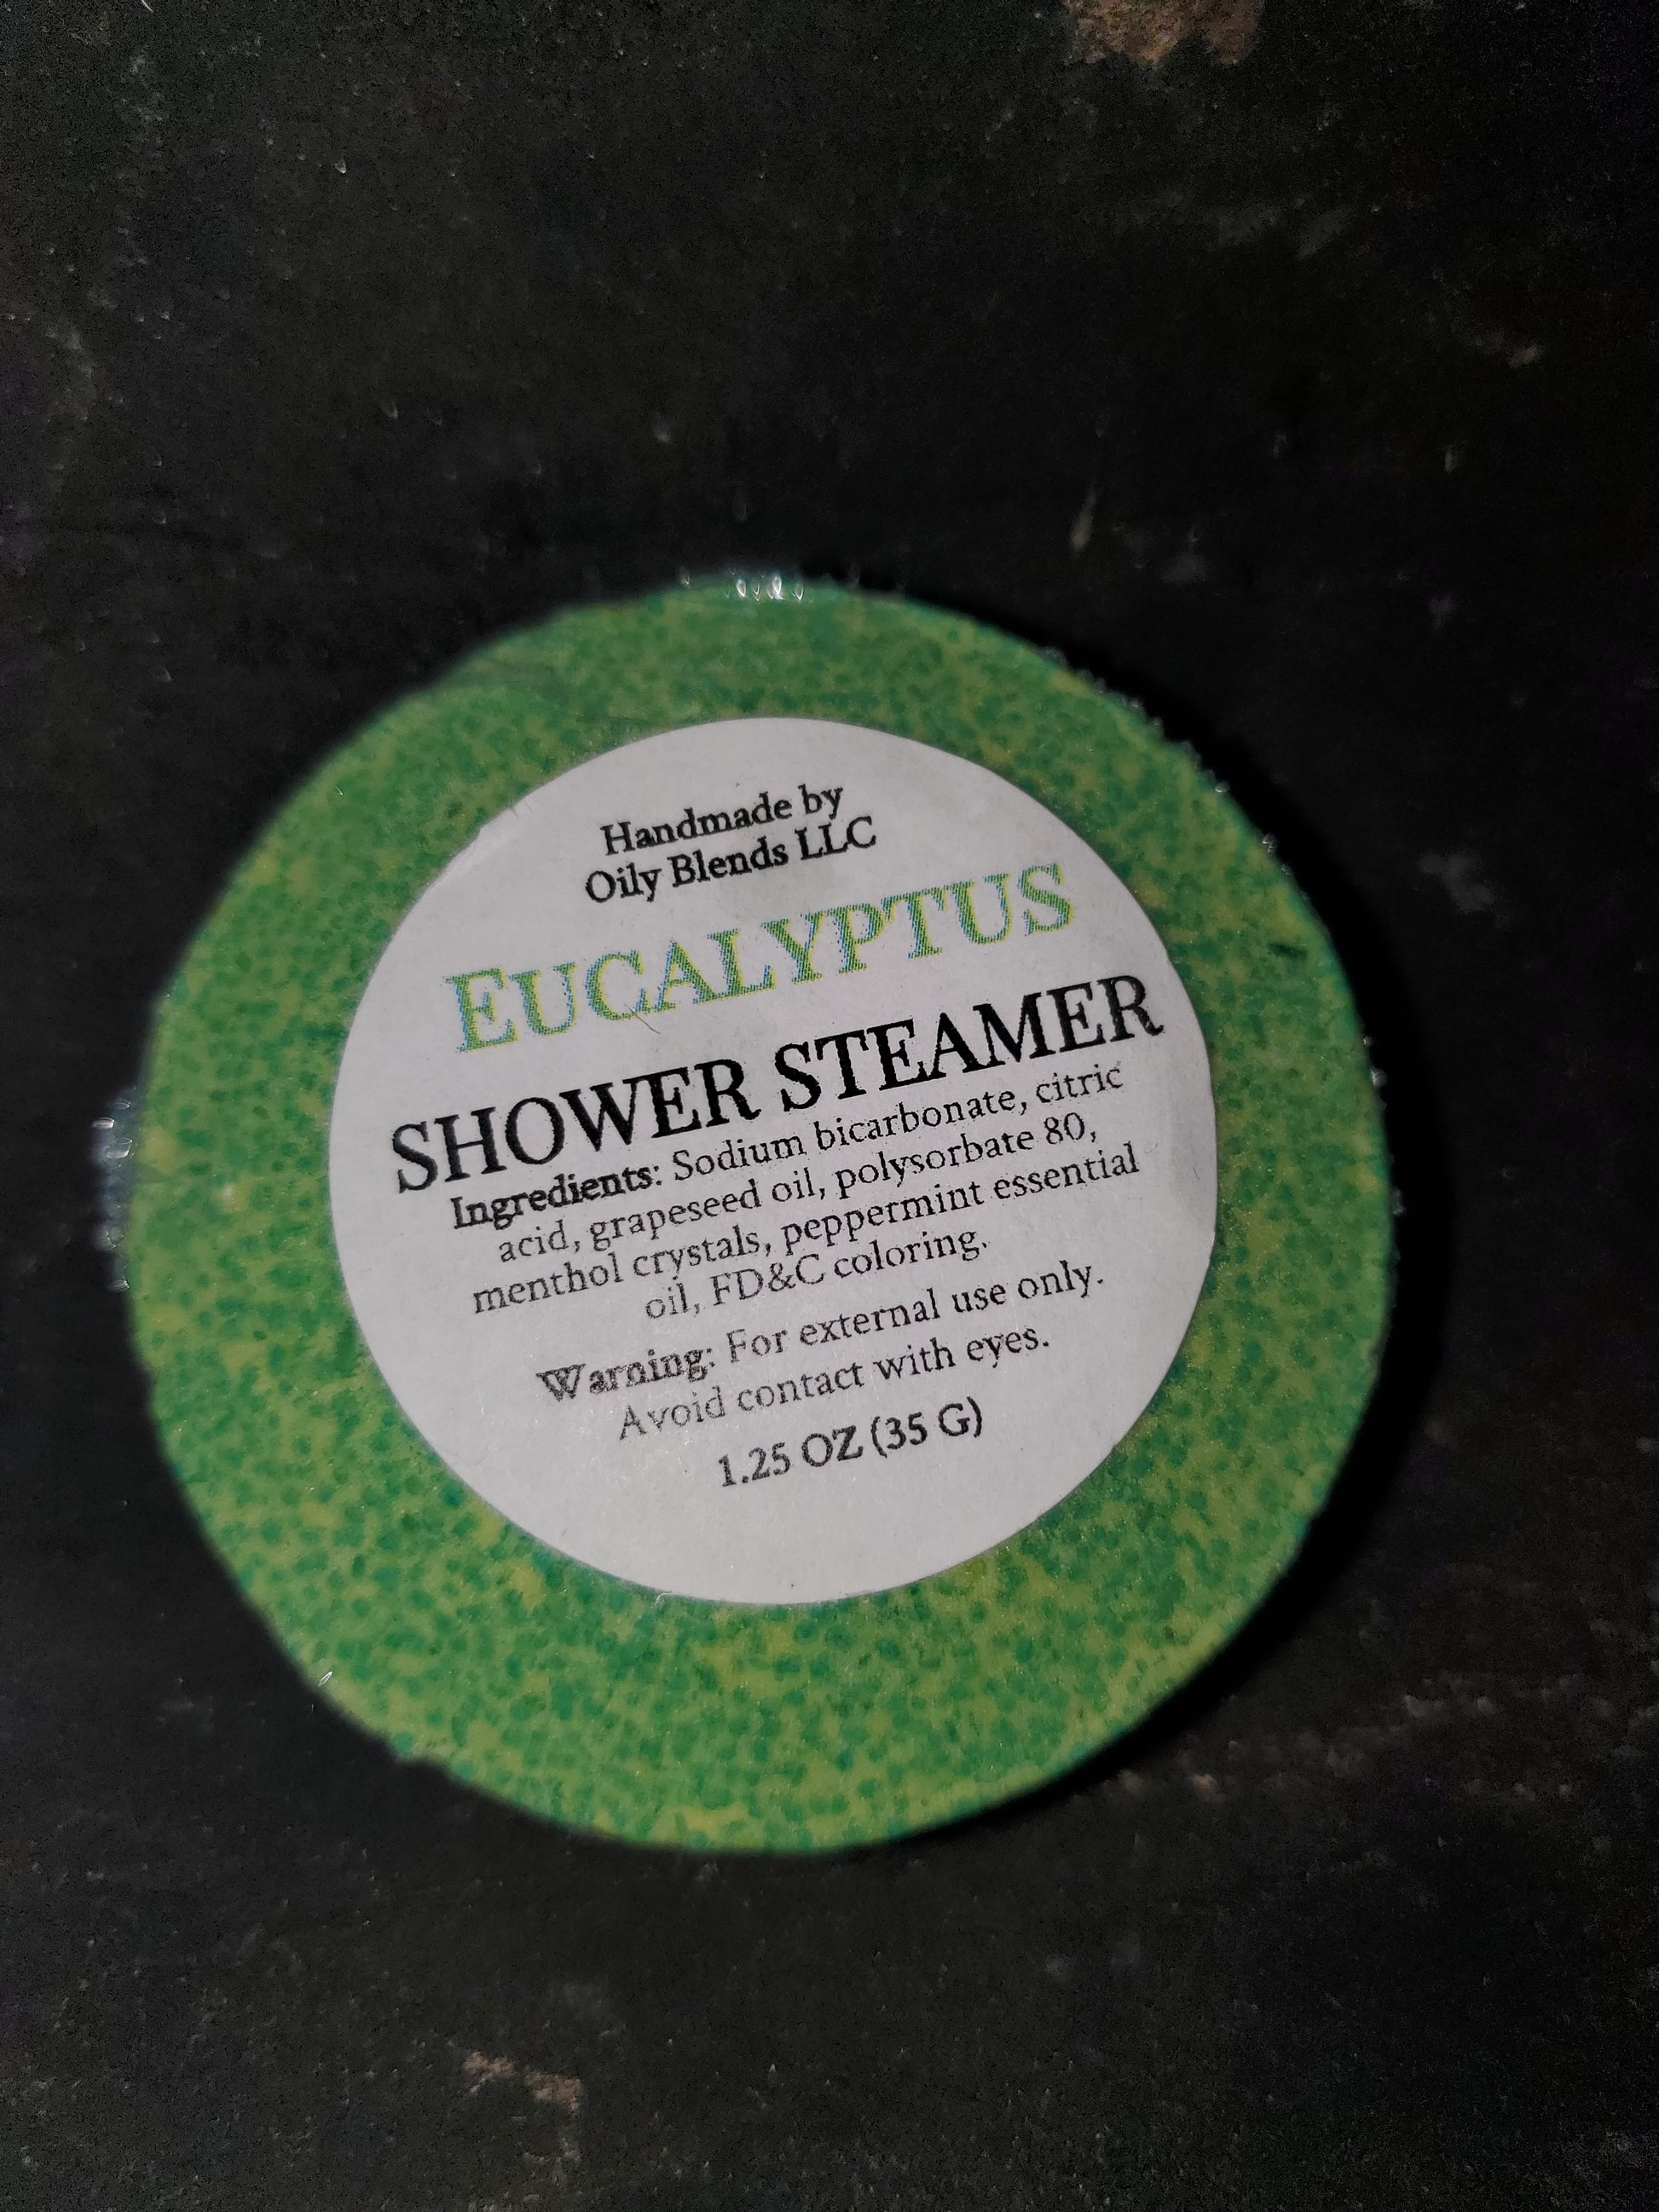 Handmade by
Oily Blends LLC
EUCALYPTUS
SHOWER STEAMER
Ingredients: Sodium bicarbonate, citric
acid, grapeseed oil, polysorbate 80,
menthol crystals, peppermint essential
oil, FD&C coloring.
Warning: For external use only.
Avoid contact with eyes.
1.25 OZ (35 G)